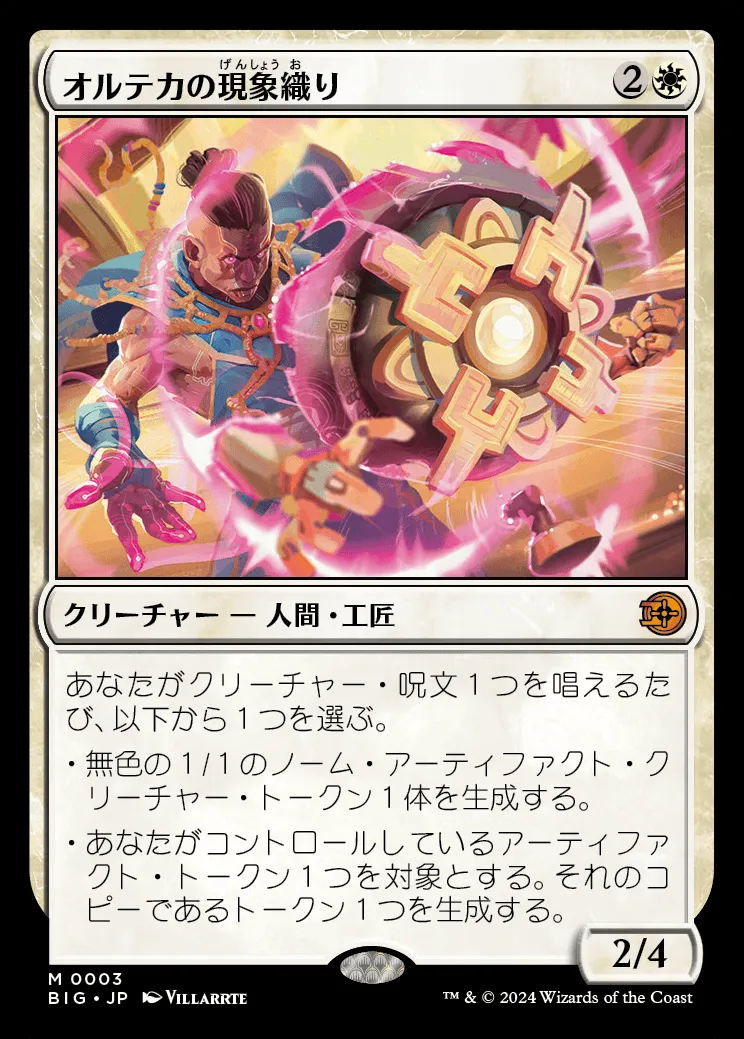 げんしょう お
オルテカの現象織り
2
クリーチャー — 人間・工匠
あなたがクリーチャー・呪文1つを唱えるた
び、以下から1つを選ぶ。
・無色の1/1のノーム・アーティファクト・ク
リーチャー・トークン1体を生成する。
・あなたがコントロールしているアーティファ
クト・トークン1つを対象とする。それのコ
ピーであるトークン1つを生成する。
2/4
M 0003
BIG・JP VILLARRTE
™ & © 2024 Wizards of the Coast